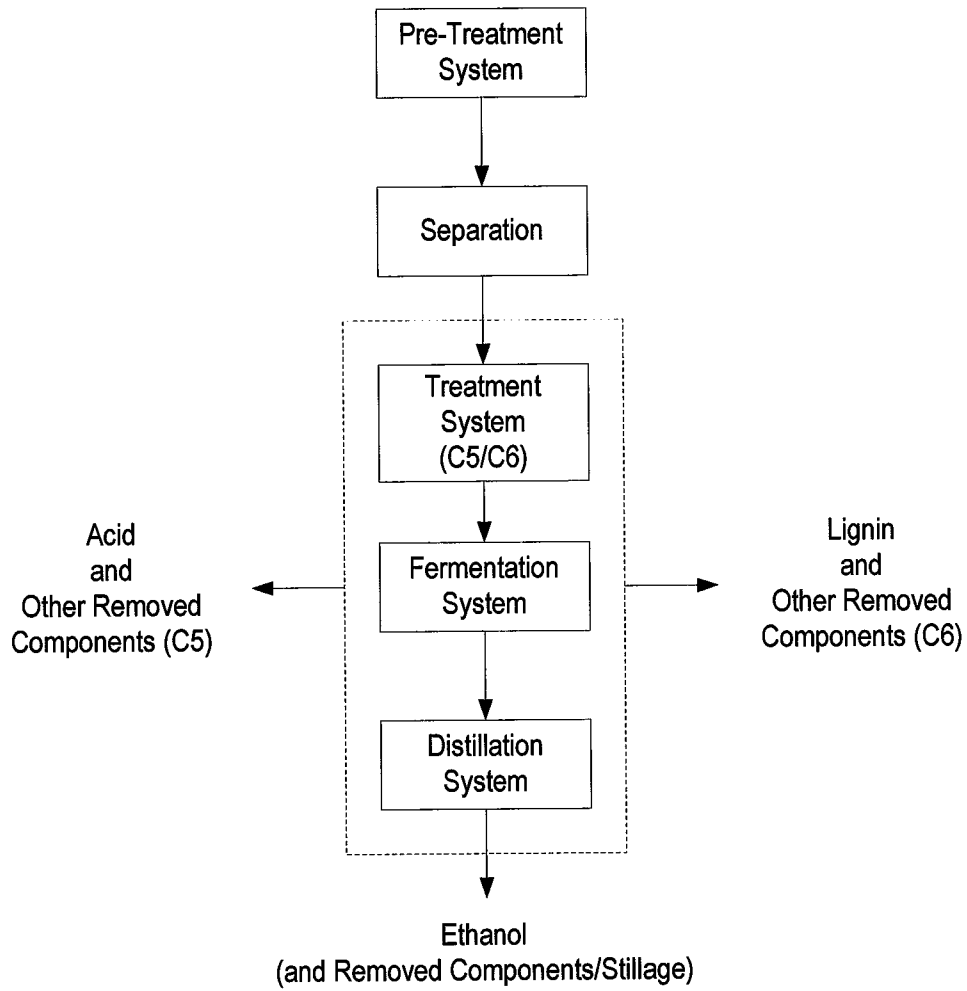 Pre-Treatment
System
Separation
Treatment
System
(C5/C6)
Fermentation
System
Distillation
System
Acid
and
Other Removed
Components (C5)
Lignin
and
Other Removed
Components (C6)
Ethanol
(and Removed Components/Stillage)